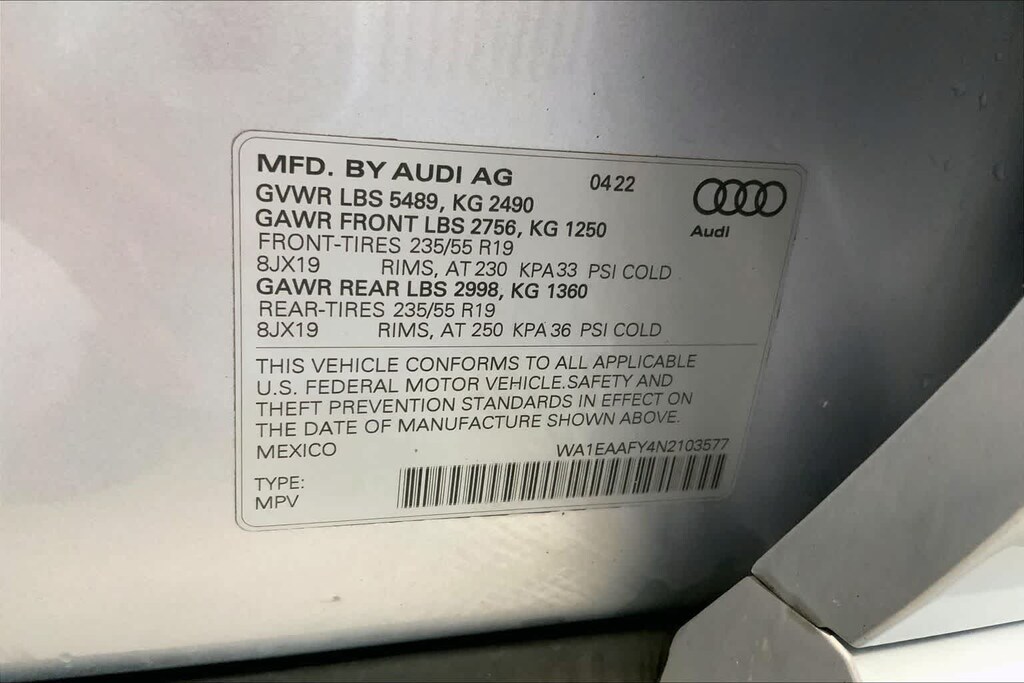 MFD. BY AUDI AG 04 22
GVWR LBS 5489, KG 2490
GAWR FRONT LBS 2756, KG 1250
Audi
FRONT-TIRES 235/55 R19
8JX19 RIMS, AT 230 KPA 33 PSI COLD
GAWR REAR LBS 2998, KG 1360
REAR-TIRES 235/55 R19
8JX19 RIMS, AT 250 KPA 36 PSI COLD
THIS VEHICLE CONFORMS TO ALL APPLICABLE
U.S. FEDERAL MOTOR VEHICLE.SAFETY AND
THEFT PREVENTION STANDARDS IN EFFECT ON
THE DATE OF MANUFACTURE SHOWN ABOVE.
MEXICO WA1EAAFY4N2103577
TYPE:
MPV